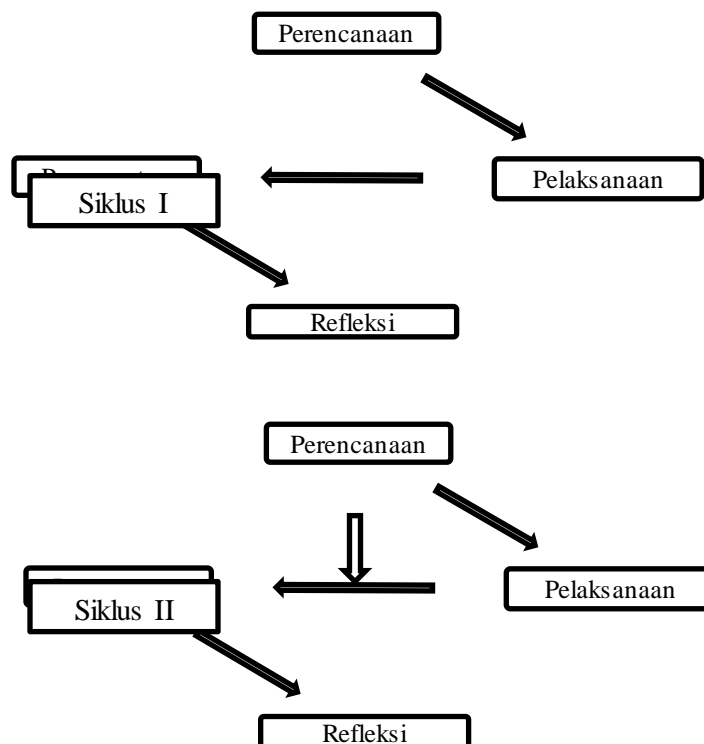 Perencanaan
Pelaksanaan
Siklus I
Refleksi
Perencanaan
Pelaksanaan
Siklus II
Refleksi